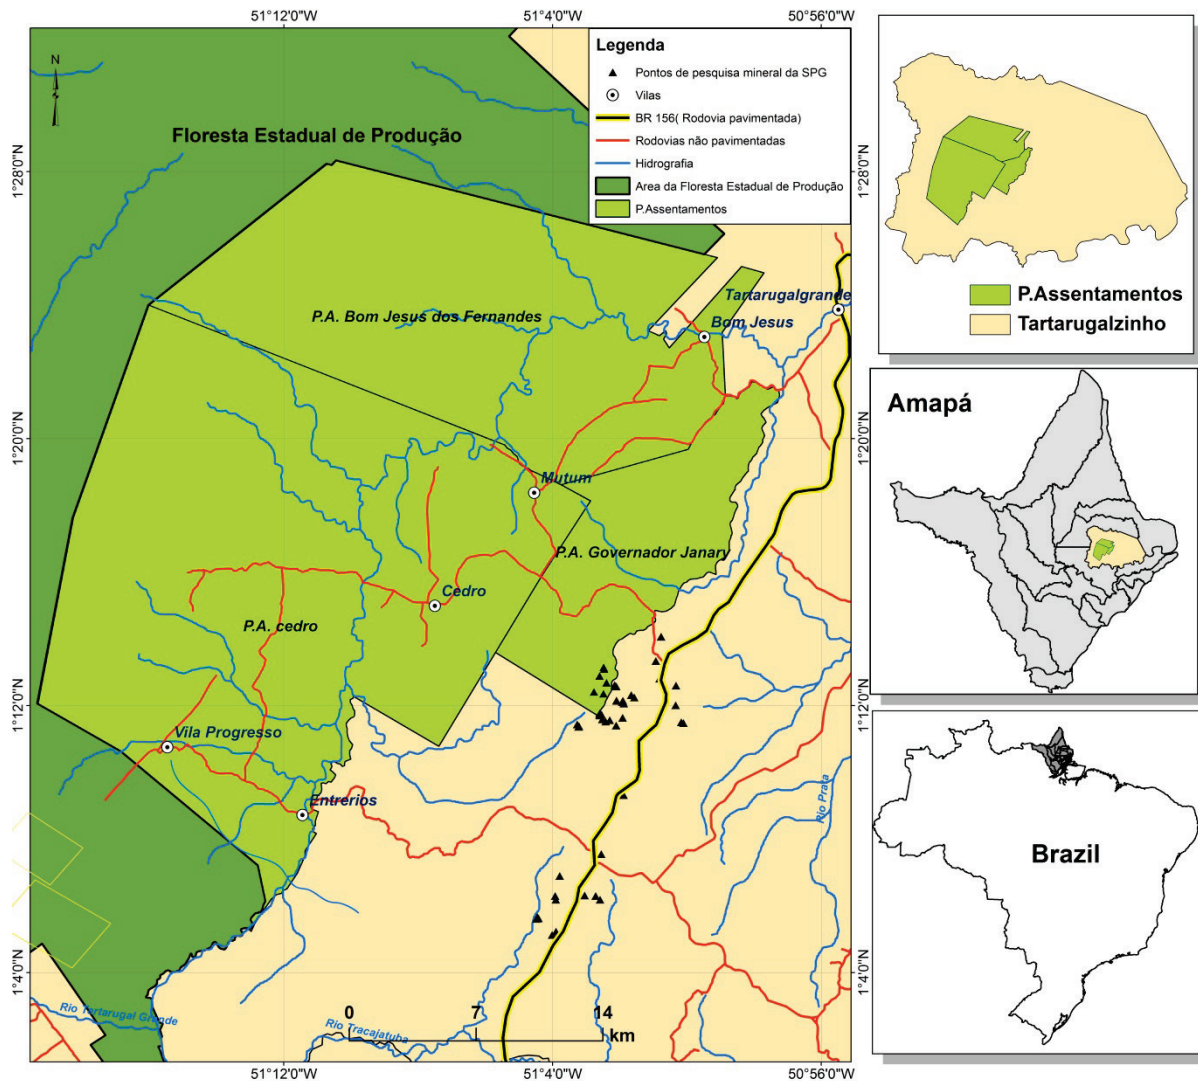 51°12'0"W
51°4'0"W
50°56'0"W
N
Floresta Estadual de Produção
Legenda
Pontos de pesquisa mineral da SPG
Vilas
BR 156( Rodovia pavimentada)
Rodovias não pavimentadas
Hidrografia
Area da Floresta Estadual de Produção
P.Assentamentos
1°28'0"N
1°28'0"N
P.A. Bom Jesus dos Fernandes
Tartarugalgrande
Bom Jesus
1°20'0"N
1°20'0"N
Mutum
P.A. Governador Janary
Cedro
P.A. cedro
1°12'0"N
1°12'0"N
Vila Progresso
Entrerios
Rio Prata
1°4'0"N
1°4'0"N
Rio Tartarugal Grande
Rio Tracajatuba
0
7
14
km
51°12'0"W
51°4'0"W
50°56'0"W
P.Assentamentos
Tartarugalzinho
Amapá
Brazil